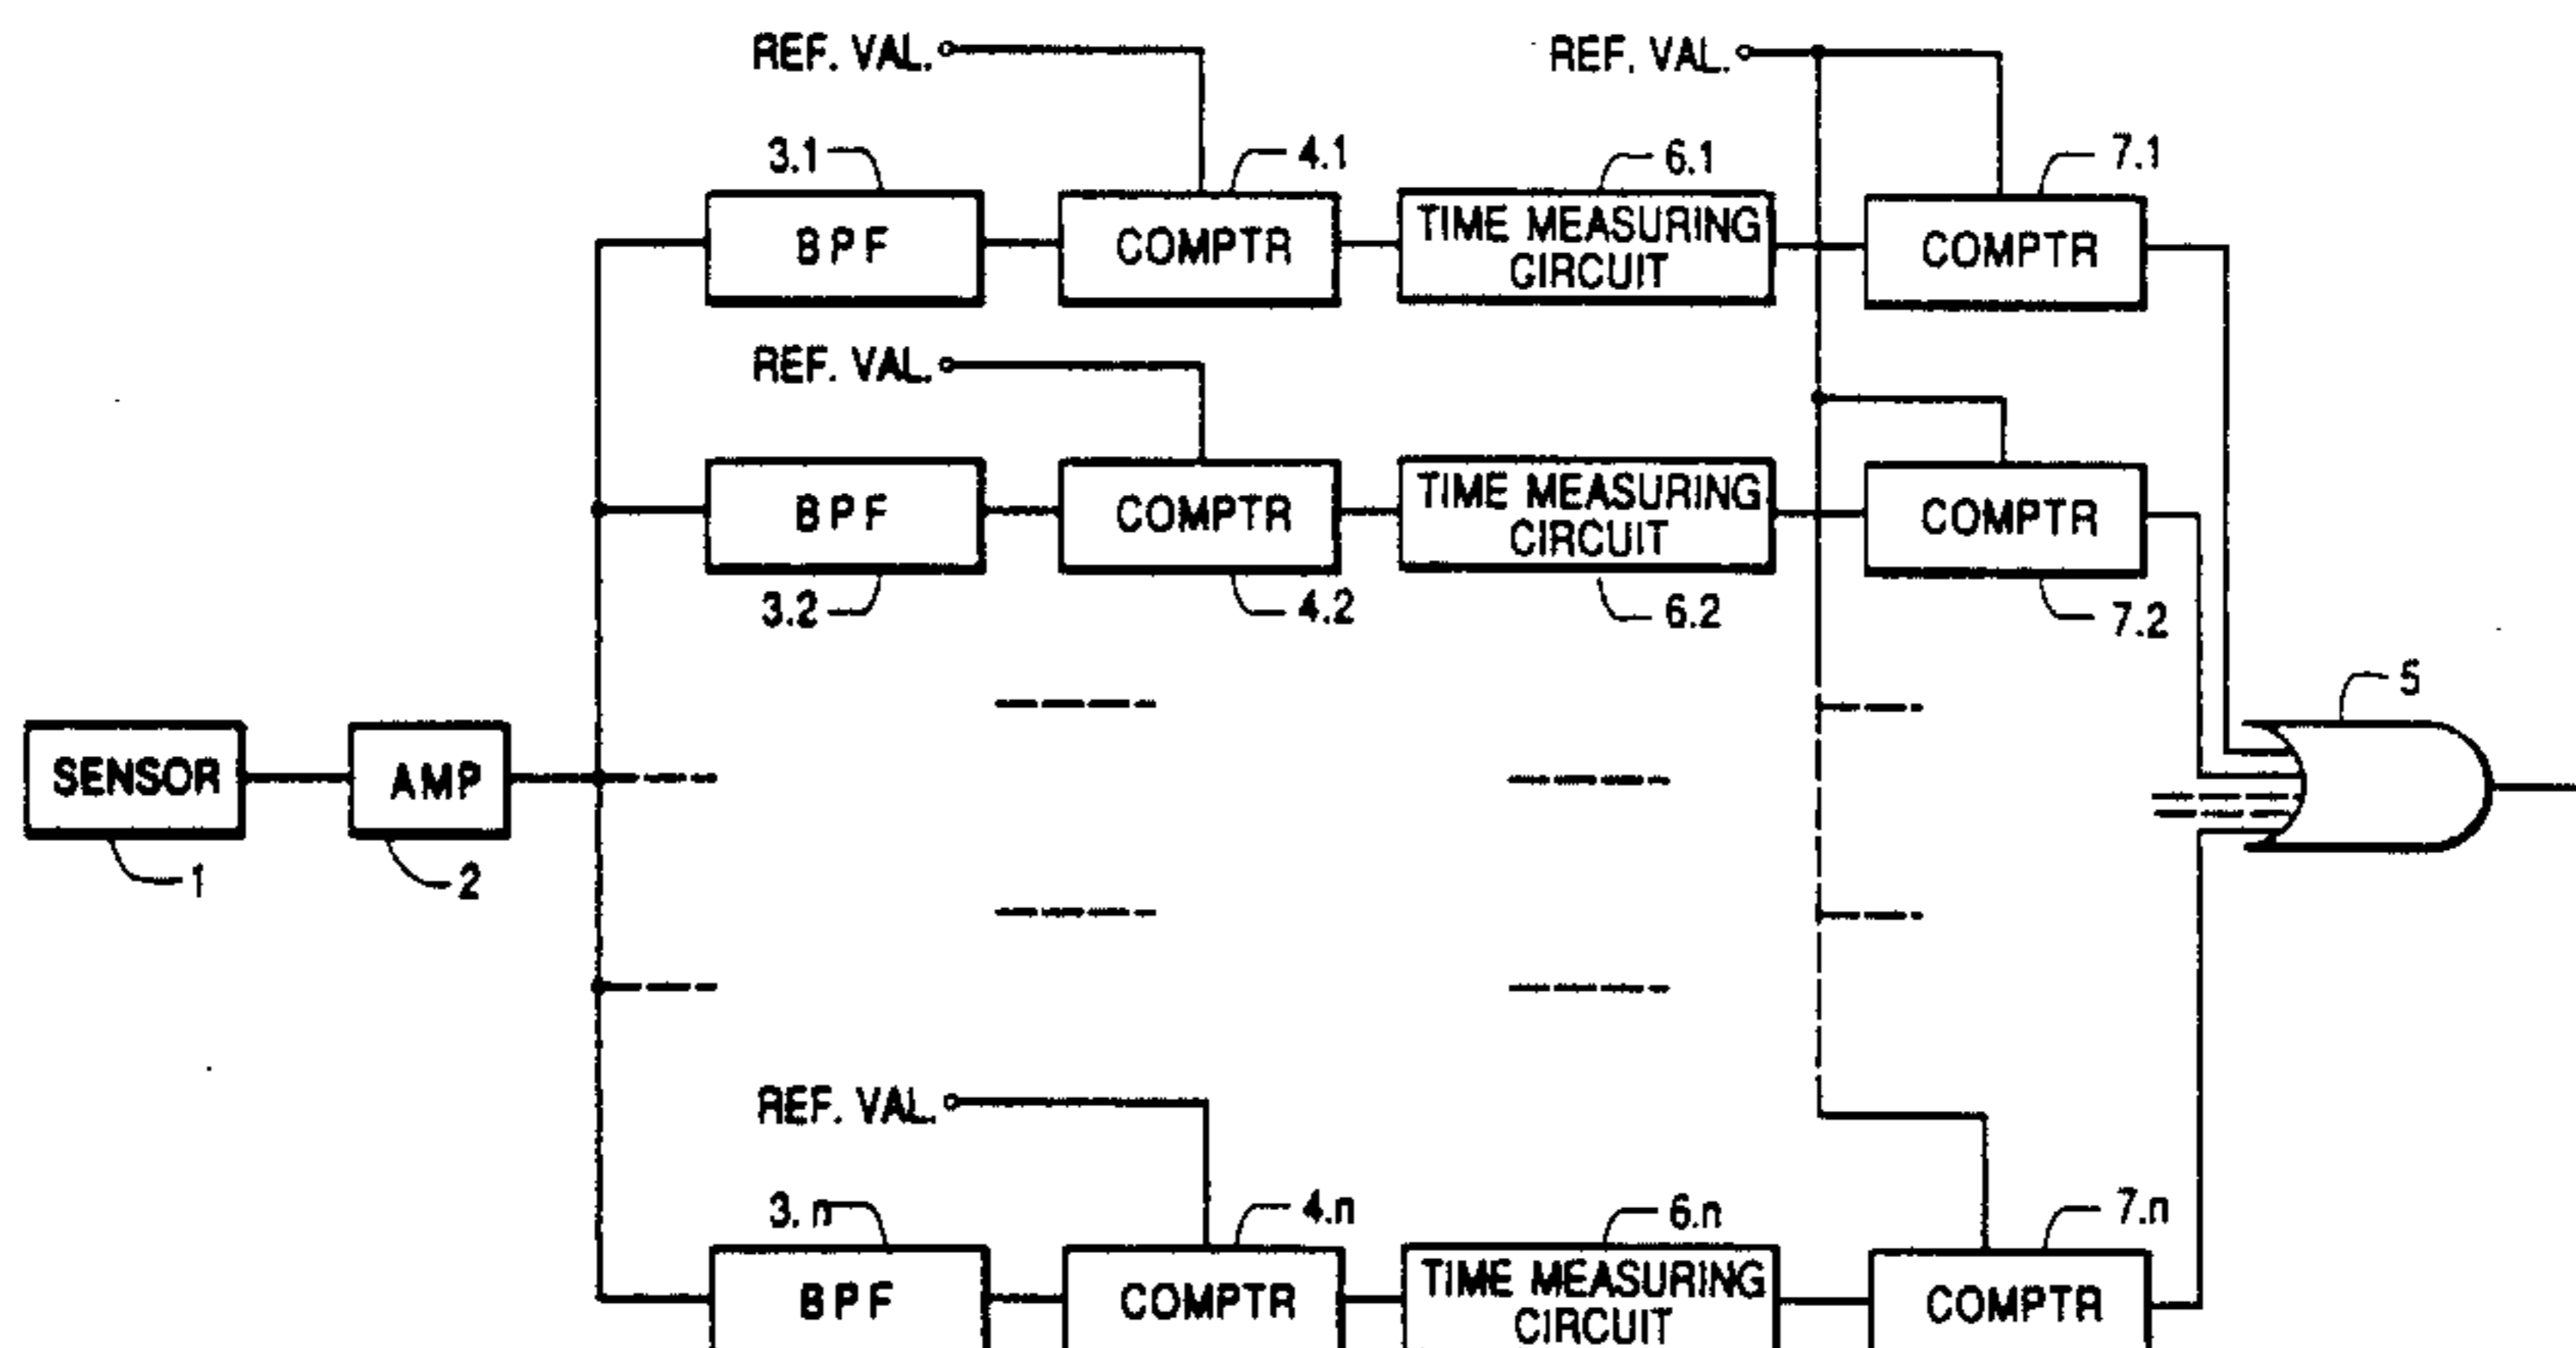 REF. VAL.
REF. VAL.
3.1
4.1
6.1
7.1
BPF
COMPTR
TIME MEASURING
GIRCUIT
COMPTR
REF. VAL.
BPF
COMPTR
TIME MEASURING
CIRCUIT
COMPTR
3.2
4.2
6.2
7.2
5
SENSOR
AMP
1
2
REF. VAL.
3.n
4.n
6.n
7.n
BPF
COMPTR
TIME MEASURING
CIRCUIT
COMPTR